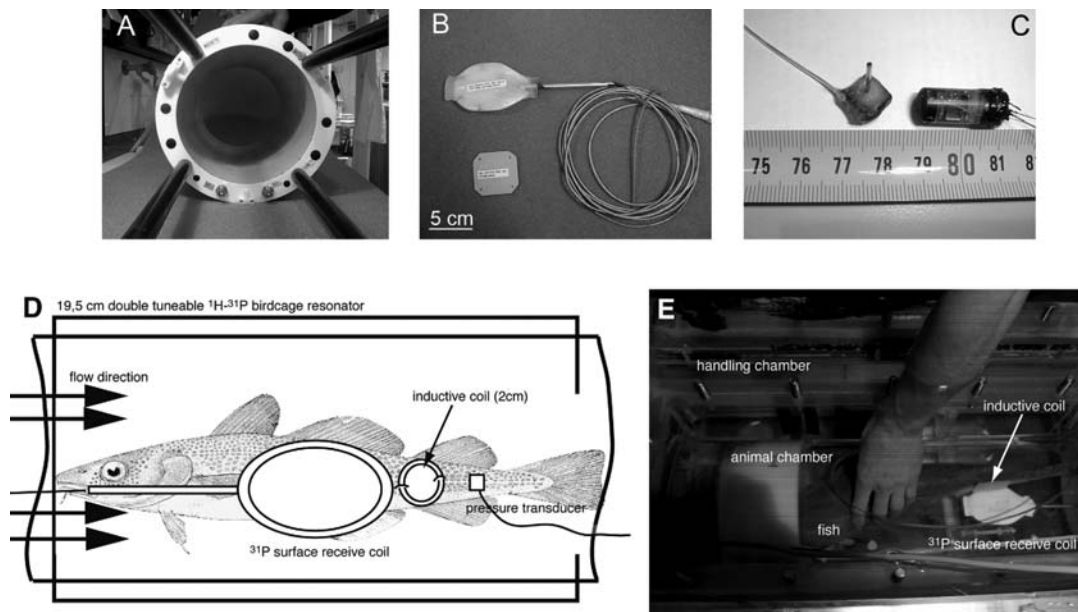 A
B
5 cm
C
75 76 77 78 79 80 81 8
D
19,5 cm double tuneable ¹H-³¹P birdcage resonator
flow direction
inductive coil (2cm)
pressure transducer
³¹P surface receive coil
E
handling chamber
inductive coil
animal chamber
fish
³¹P surface receive coil